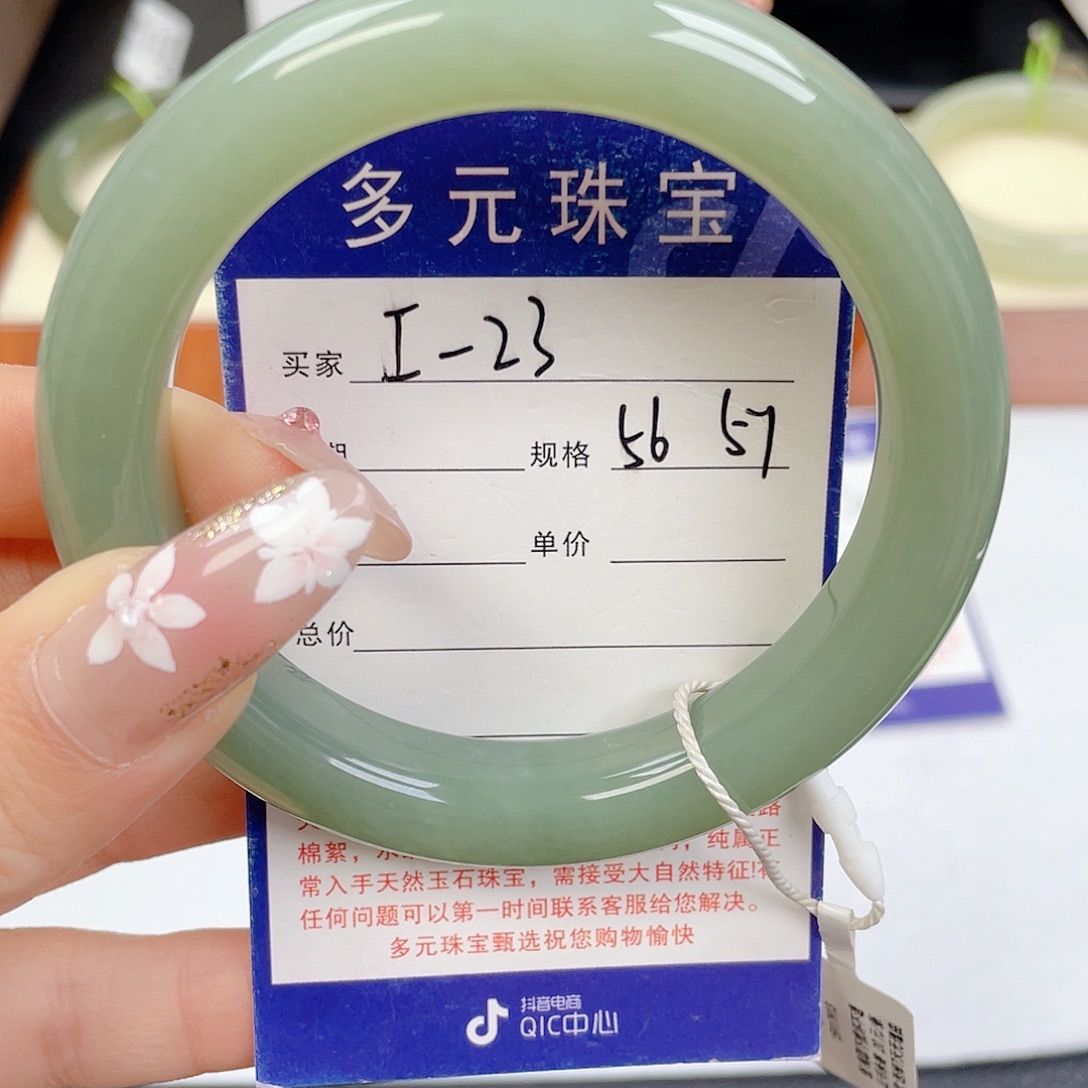 多元珠宝
买家 I-23
规格 56 57
单价
总价
棉絮，
纯属正
常入手天然玉石珠宝，需接受大自然特征!
任何问题可以第一时间联系客服给您解决。
多元珠宝甄选祝您购物愉快
抖音电商
QIC中心